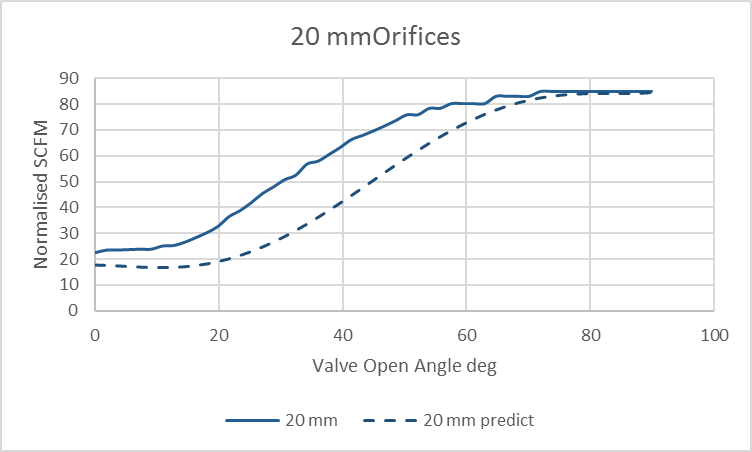 20 mmOrifices
90
80
70
60
50
40
30
20
10
0
Normalised SCFM
0 20 40 60 80 100
Valve Open Angle deg
20 mm 20 mm predict